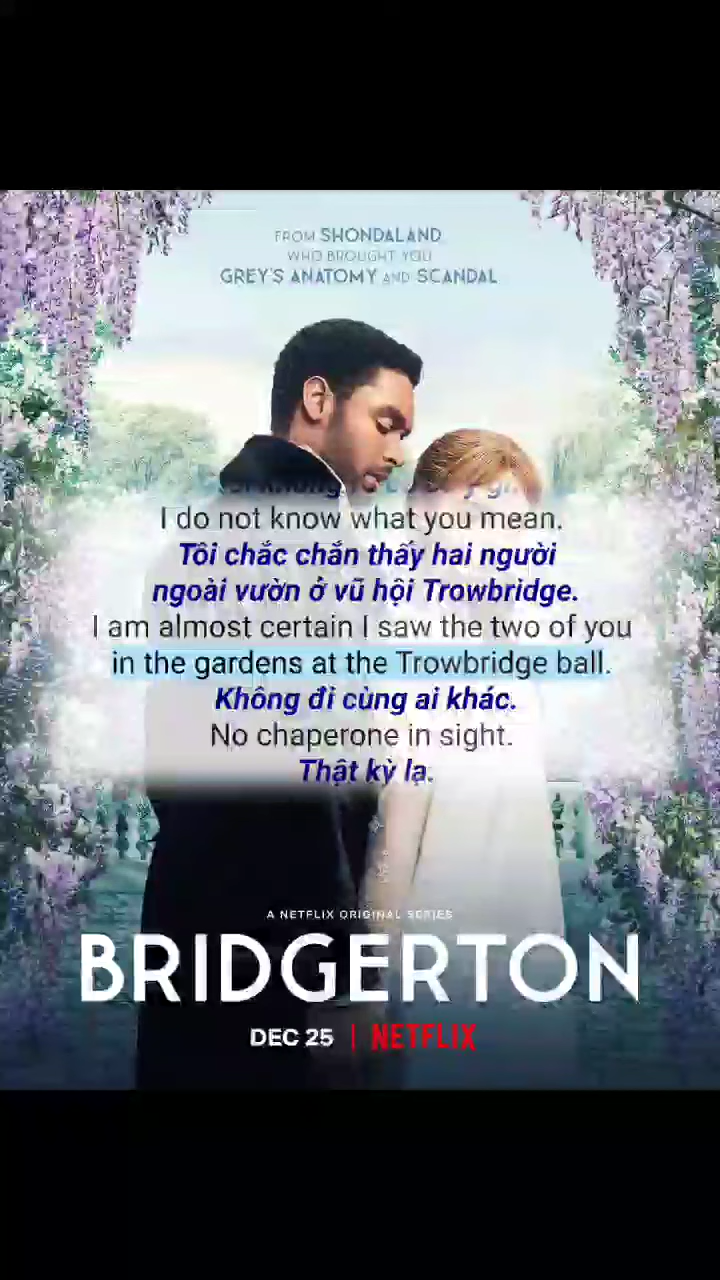 FROM SHONDALAND
WHO BROUGHT YOU
GREY'S ANATOMY AND SCANDAL
I do not know what you mean.
Tôi chắc chắn thấy hai người
ngoài vườn ở vũ hội Trowbridge.
I am almost certain I saw the two of you
in the gardens at the Trowbridge ball.
Không đi cùng ai khác.
No chaperone in sight.
Thật kỳ lạ.
A NETFLIX ORIGINAL SERIES
BRIDGERTON
DEC 25 | NETFLIX